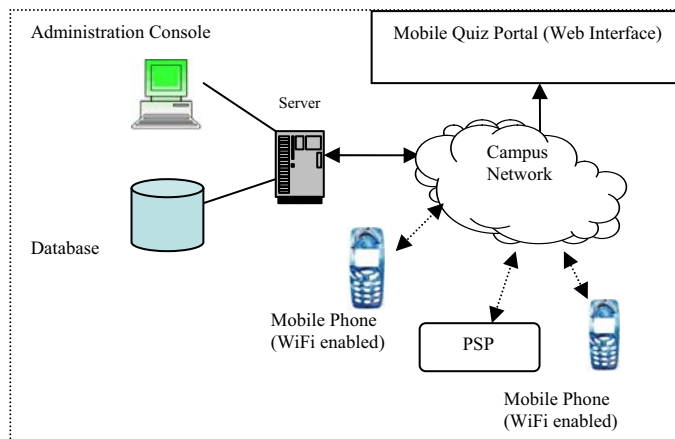 Administration Console
Mobile Quiz Portal (Web Interface)
Server
Campus
Network
Database
Mobile Phone
(WiFi enabled)
PSP
Mobile Phone
(WiFi enabled)